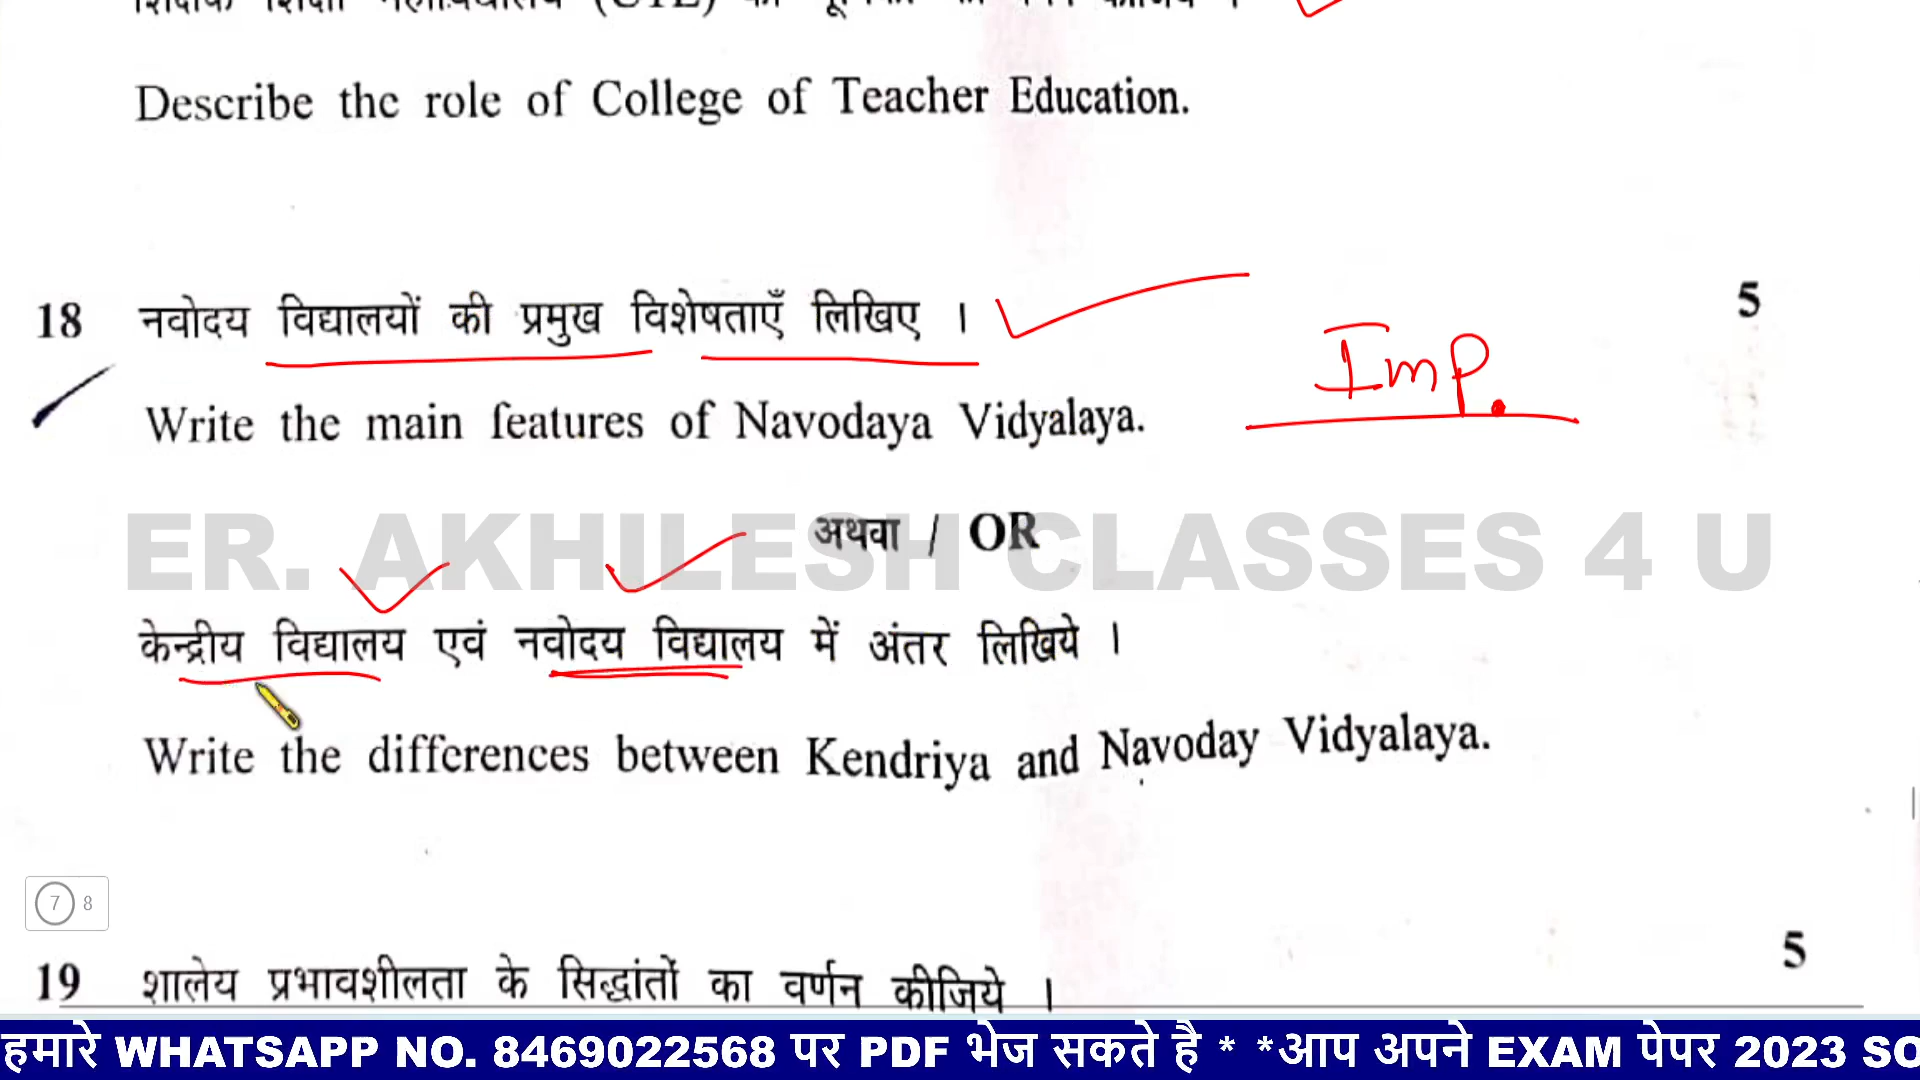 Describe the role of College of Teacher Education.
18 नवोदय विद्यालयों की प्रमुख विशेषताएँ लिखिए । 5
Imp.
Write the main features of Navodaya Vidyalaya.
अथवा / OR
ER. AKHILESH CLASSES 4 U
केन्द्रीय विद्यालय एवं नवोदय विद्यालय में अंतर लिखिये ।
Write the differences between Kendriya and Navoday Vidyalaya.
7 8
19 शालेय प्रभावशीलता के सिद्धांतों का वर्णन कीजिये । 5
हमारे WHATSAPP NO. 8469022568 पर PDF भेज सकते है * *आप अपने EXAM पेपर 2023 SO